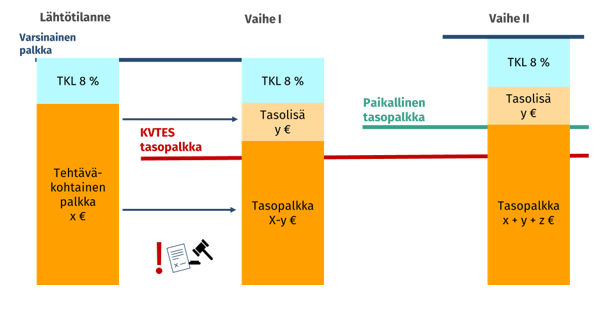 Lähtötilanne
Vaihe I
Vaihe II
Varsinainen
palkka
TKL 8 %
TKL 8 %
TKL 8 %
Tasolisä
y €
Paikallinen
tasopalkka
Tasolisä
y €
KVTES
tasopalkka
Tehtävä-
kohtainen
palkka
x €
Tasopalkka
X-y €
Tasopalkka
x + y + z €